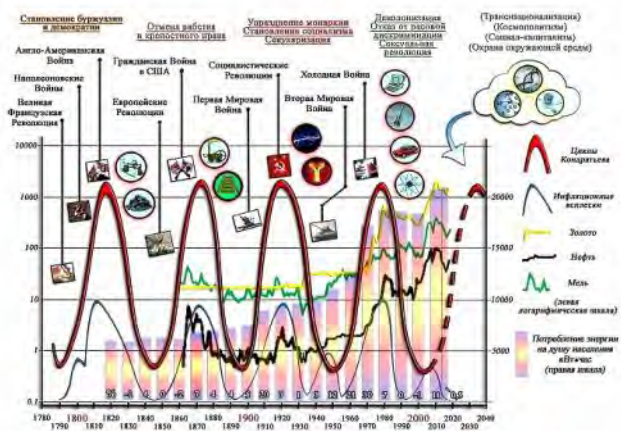 Становление буржуазии
и демократии
Отмена рабства
и крепостного права
Упразднение монархии
Становление социализма
Секуляризация
Деколонизация
Отказ от расовой
дискриминации
Сексуальная
революция
(Транснационализация)
(Космополитизм)
(Социал-капитализм)
(Охрана окружающей среды)
Англо-Американская
Война
Наполеоновские
Войны
Великая
Французская
Революция
Гражданская Война
в США
Европейские
Революции
Социалистические
Революции
Первая Мировая
Война
Холодная Война
Вторая Мировая
Война
10000
1000
100
10
1
0.1
20000
15000
10000
5000
Циклы
Кондратьева
Инфляционные
всплески
Золото
Нефть
Медь
(левая
логарифмическая шкала)
Потребление энергии
на душу населения
кВт*час
(правая шкала)
1780 1800 1820 1840 1860 1880 1900 1920 1940 1960 1980 2000 2020 2040
1790 1810 1830 1850 1870 1890 1910 1930 1950 1970 1990 2010 2030